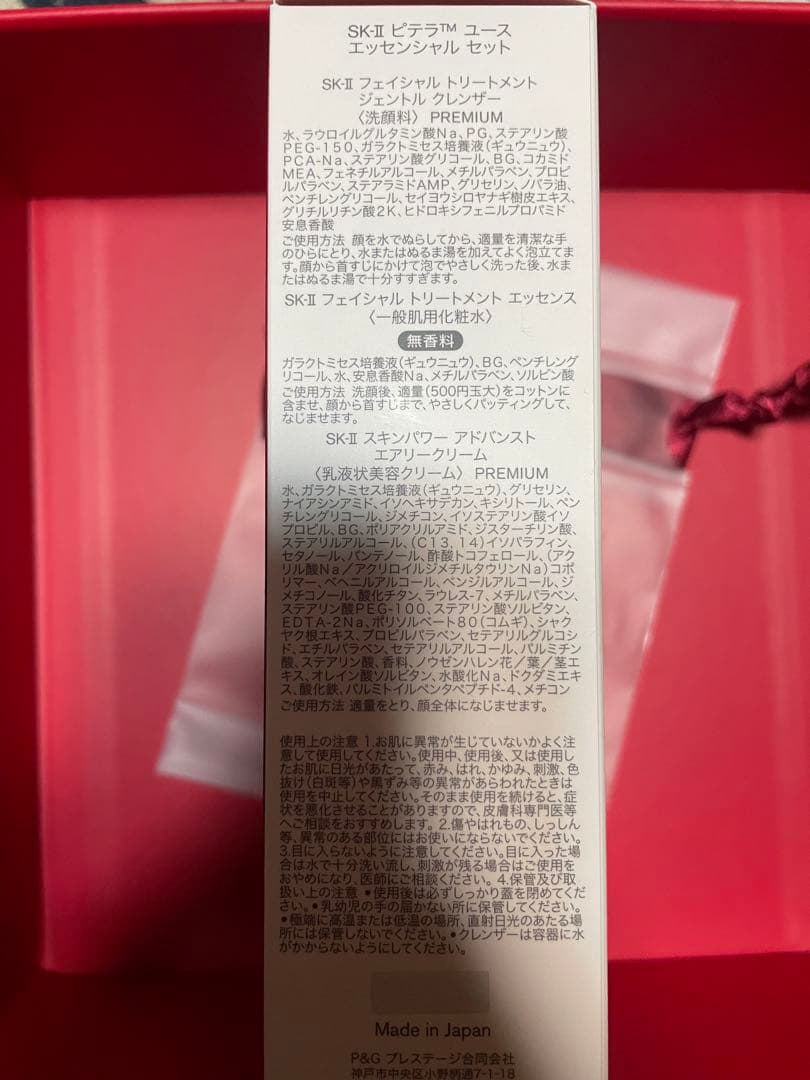 SK-Ⅱ ピテラ™ ユース
エッセンシャル セット
SK-Ⅱ フェイシャル トリートメント
ジェントル クレンザー
〈洗顔料〉 PREMIUM
水、ラウロイルグルタミン酸Na、PG、ステアリン酸
PEG-150、ガラクトミセス培養液(ギュウニュウ)、
PCA-Na、ステアリン酸グリコール、BG、コカミド
MEA、フェネチルアルコール、メチルパラベン、プロピ
ルパラベン、ステアラミドAMP、グリセリン、ノバラ油、
ペンチレングリコール、セイヨウシロヤナギ樹皮エキス、
グリチルリチン酸2K、ヒドロキシフェニルプロパミド
安息香酸
ご使用方法 顔を水でぬらしてから、適量を清潔な手
のひらにとり、水またはぬるま湯を加えてよく泡立てま
す。顔から首すじにかけて泡でやさしく洗った後、水ま
たはぬるま湯で十分すすぎます。
SK-Ⅱ フェイシャル トリートメント エッセンス
〈一般肌用化粧水〉
無香料
ガラクトミセス培養液(ギュウニュウ)、BG、ペンチレング
リコール、水、安息香酸Na、メチルパラベン、ソルビン酸
ご使用方法 洗顔後、適量(500円玉大)をコットンに
含ませ、顔から首すじまで、やさしくパッティングして、
なじませます。
SK-Ⅱ スキンパワー アドバンスト
エアリークリーム
〈乳液状美容クリーム〉 PREMIUM
水、ガラクトミセス培養液(ギュウニュウ)、グリセリン、
ナイアシンアミド、イソヘキサデカン、キシリトール、ペン
チレングリコール、ジメチコン、イソステアリン酸イソ
プロピル、BG、ポリアクリルアミド、ジスターチリン酸、
ステアリルアルコール、(C13,14)イソパラフィン、
セタノール、パンテノール、酢酸トコフェロール、(アク
リル酸Na/アクリロイルジメチルタウリンNa)コポ
リマー、ベヘニルアルコール、ベンジルアルコール、ジ
メチコノール、酸化チタン、ラウレス-7、メチルパラベン、
ステアリン酸PEG-100、ステアリン酸ソルビタン、
EDTA-2Na、ポリソルベート80(コムギ)、シャク
ヤク根エキス、プロピルパラベン、セテアリルグルコシ
ド、エチルパラベン、セテアリルアルコール、パルミチン
酸、ステアリン酸、香料、ノウゼンハレン花/葉/茎エ
キス、オレイン酸ソルビタン、水酸化Na、ドクダミエキ
ス、酸化鉄、パルミトイルペンタペプチド-4、メチコン
ご使用方法 適量をとり、顔全体になじませます。
使用上の注意 1.お肌に異常が生じていないかよく注
意して使用してください。使用中、使用後、又は使用し
たお肌に日光があたって、赤み、はれ、かゆみ、刺激、色
抜け(白斑等)や黒ずみ等の異常があらわれたときは
使用を中止してください。そのまま使用を続けると、症
状を悪化させることがありますので、皮膚科専門医等
へご相談をおすすめします。 2.傷やはれもの、しっしん
等、異常のある部位にはお使いにならないでください。
3.目に入らないように注意してください。目に入った場
合は水で十分洗い流し、刺激が残る場合はご使用を
おやめになり、医師にご相談ください。 4.保管及び取
扱い上の注意 ●使用後は必ずしっかり蓋を閉めてくだ
さい。●乳幼児の手の届かない所に保管してください。
●極端に高温または低温の場所、直射日光のあたる場
所には保管しないでください。●クレンザーは容器に水
がかからないようにしてください。
Made in Japan
P&G プレステージ合同会社
神戸市中央区小野柄通7-1-18